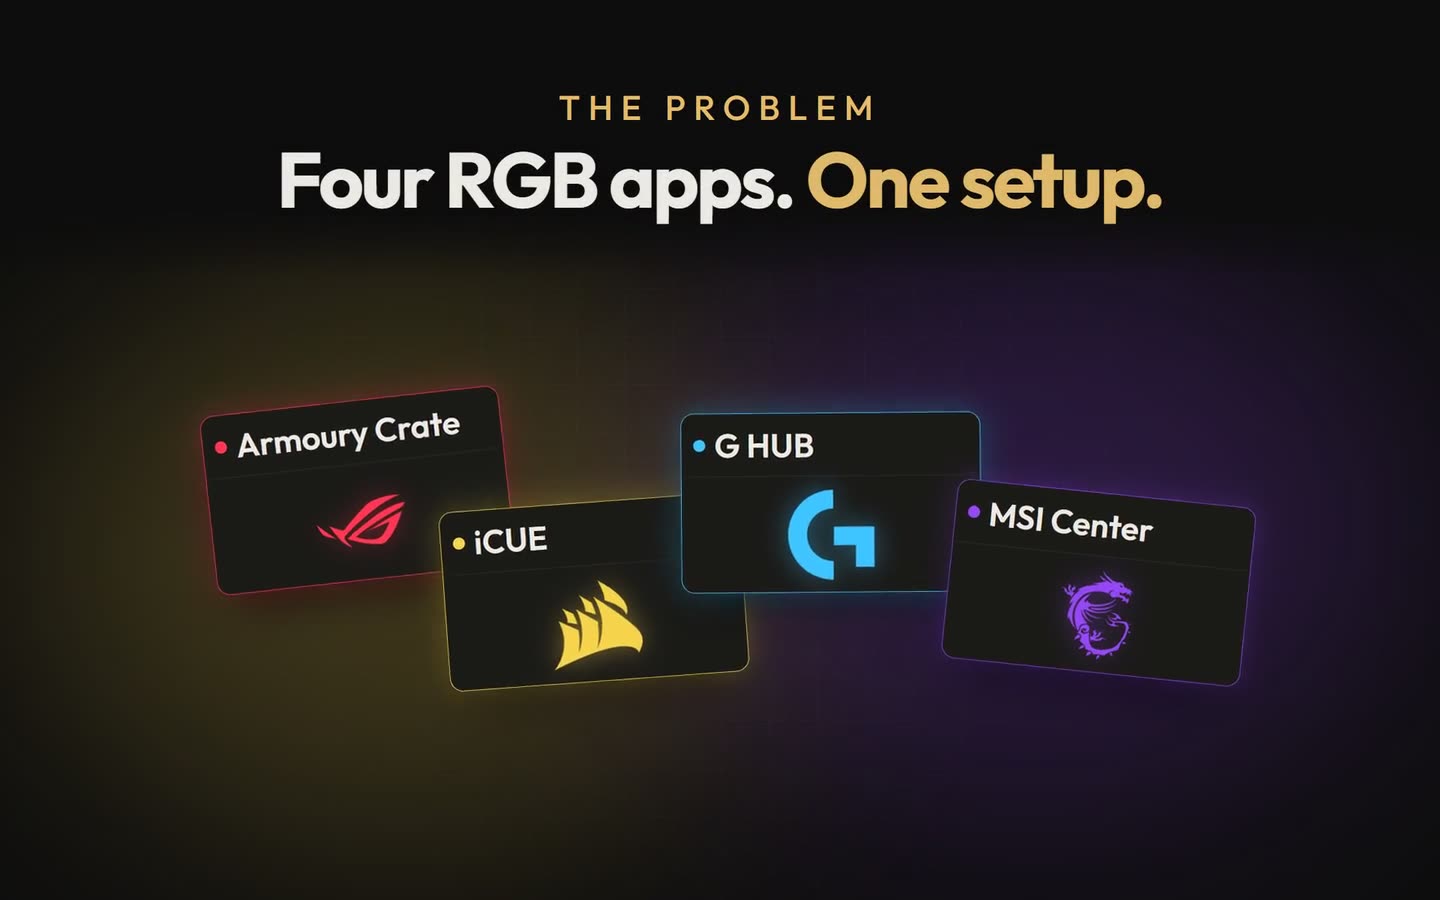 THE PROBLEM
Four RGB apps. One setup.
Armoury Crate
iCUE
G HUB
MSI Center